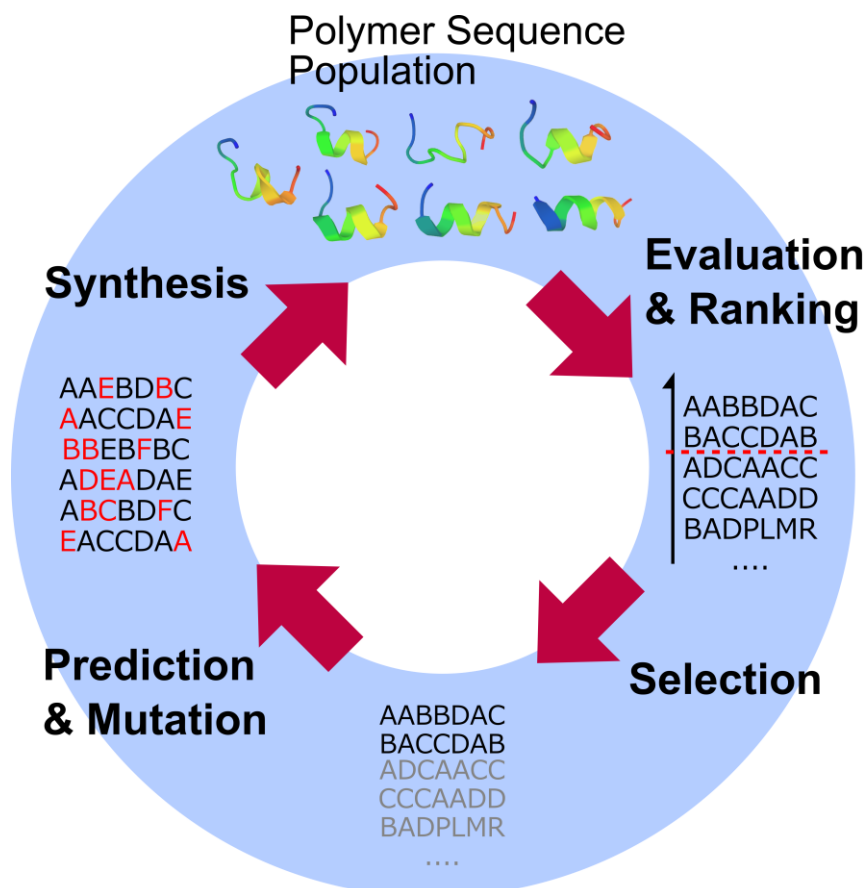 Polymer Sequence
Population
Evaluation
& Ranking
AABBDAC
BACCDAB
ADCAACC
CCCAADD
BADPLMR
....
Selection
AABBDAC
BACCDAB
ADCAACC
CCCAADD
BADPLMR
....
Prediction
& Mutation
AAEBDBC
AACCDAE
BBEBFBC
ADEADAE
ABCBDFC
EACCDAA
Synthesis